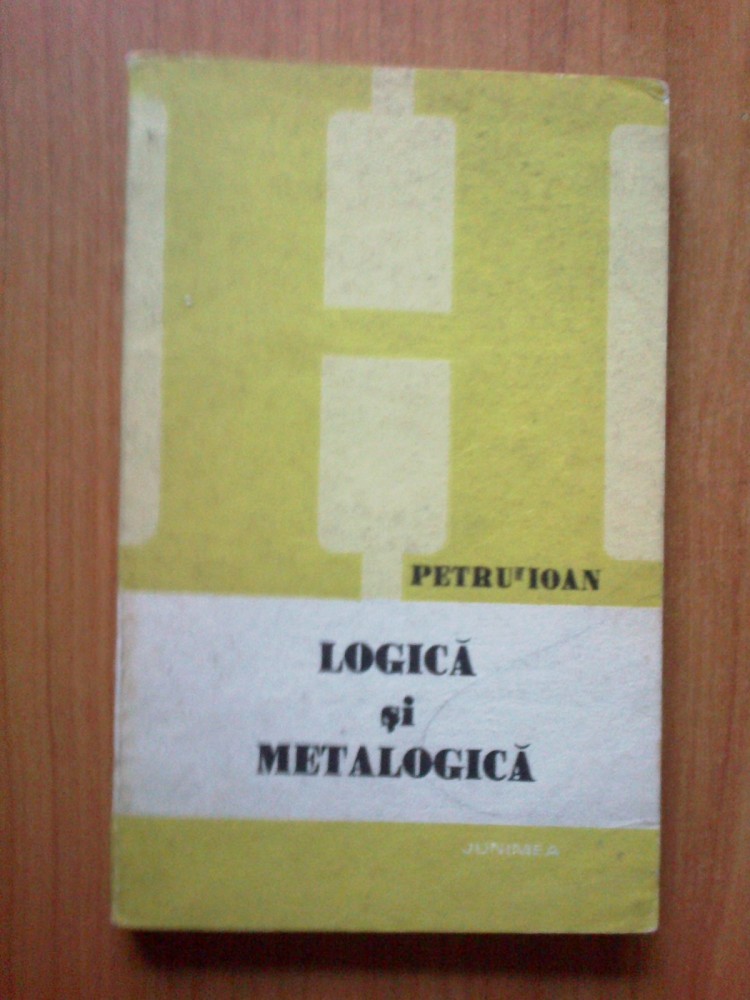 PETRU IOAN
LOGICĂ
și
METALOGICĂ
JUNIMEA